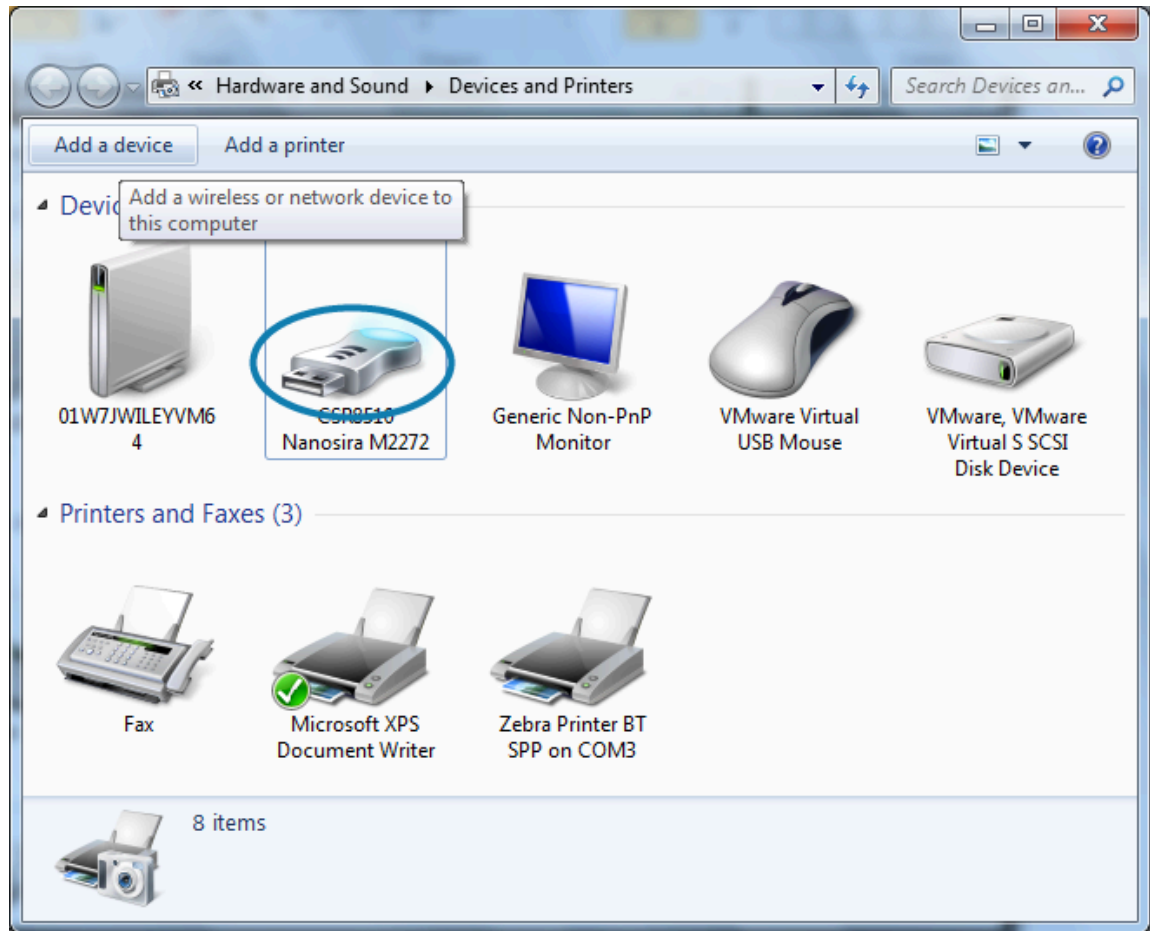 « Hardware and Sound ▸ Devices and Printers
Search Devices an...
Add a device
Add a printer
Add a wireless or network device to
this computer
Devic
01W7JWILEYVM6
4
CSR8510
Nanosira M2272
Generic Non-PnP
Monitor
VMware Virtual
USB Mouse
VMware, VMware
Virtual S SCSI
Disk Device
Printers and Faxes (3)
Fax
Microsoft XPS
Document Writer
Zebra Printer BT
SPP on COM3
8 items